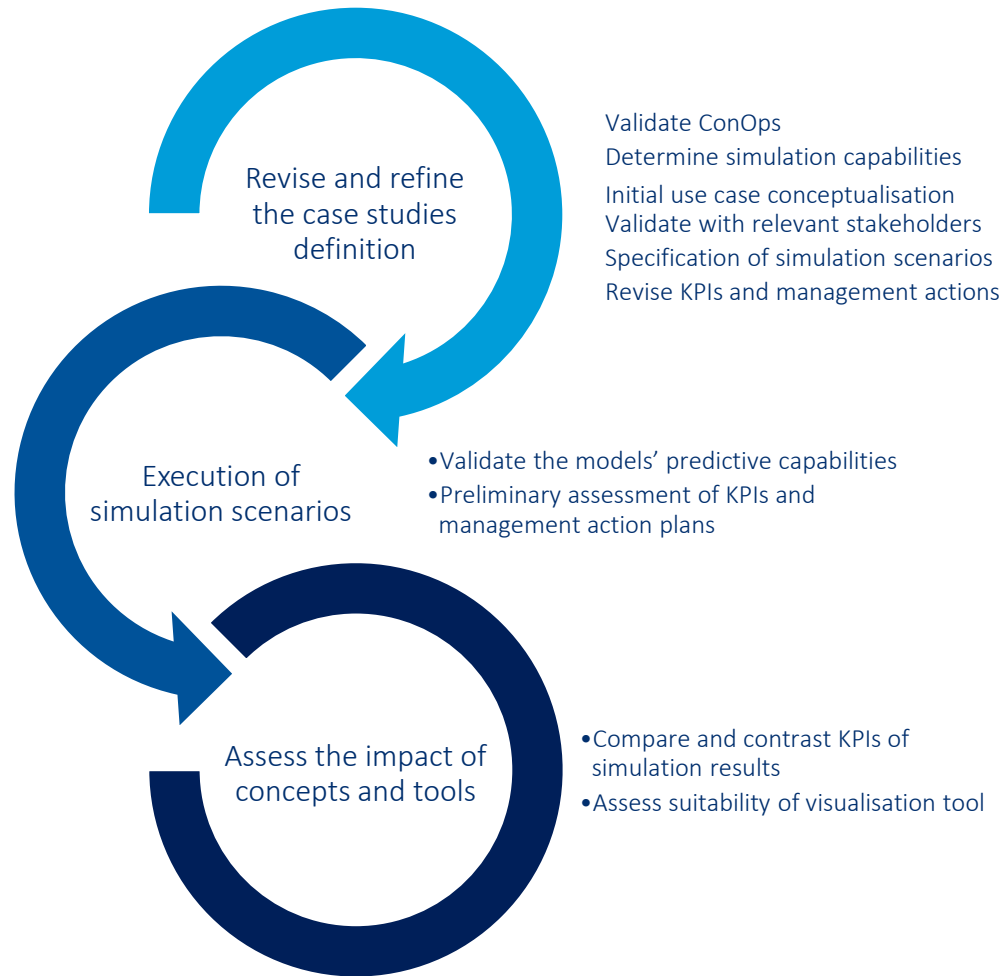 Revise and refine
the case studies
definition
Validate ConOps
Determine simulation capabilities
Initial use case conceptualisation
Validate with relevant stakeholders
Specification of simulation scenarios
Revise KPIs and management actions
Execution of
simulation scenarios
•Validate the models’ predictive capabilities
•Preliminary assessment of KPIs and
management action plans
Assess the impact of
concepts and tools
•Compare and contrast KPIs of
simulation results
•Assess suitability of visualisation tool